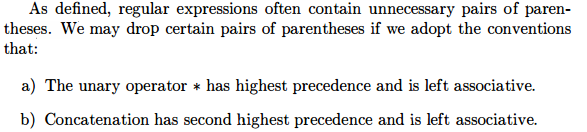 As defined, regular expressions often contain unnecessary pairs of paren-
theses. We may drop certain pairs of parentheses if we adopt the conventions
that:
a) The unary operator * has highest precedence and is left associative.
b) Concatenation has second highest precedence and is left associative.